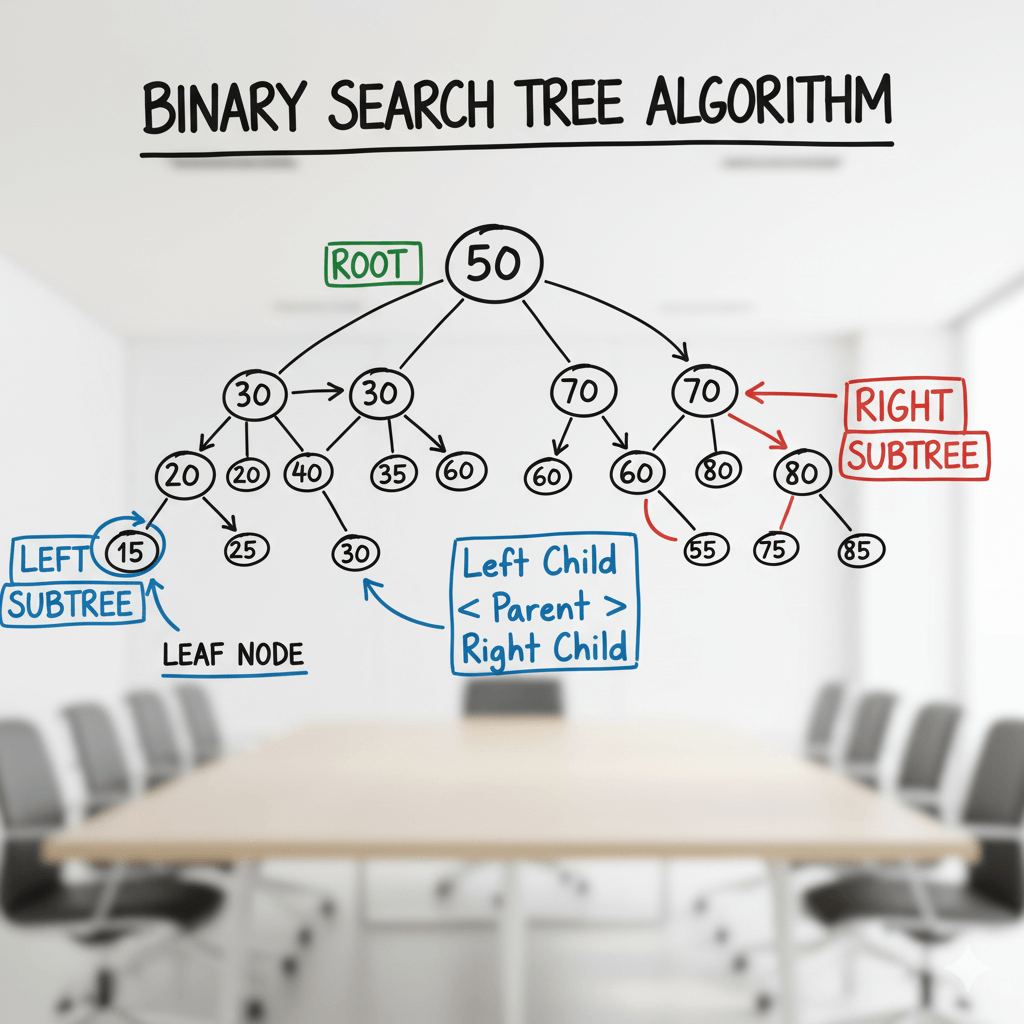 BINARY SEARCH TREE ALGORITHM
ROOT
50
30 30 70 70
RIGHT
SUBTREE
20 20 40 35 60 60 60 80 80
LEFT
SUBTREE
15 25 30 55 75 85
Left Child
< Parent >
Right Child
LEAF NODE